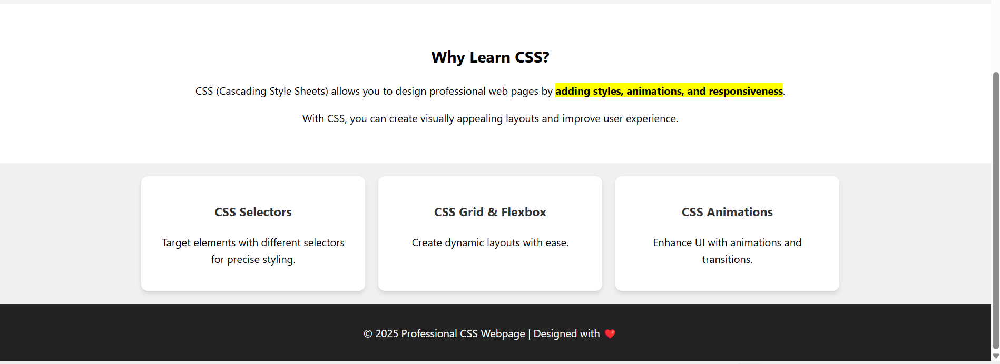 Why Learn CSS?
CSS (Cascading Style Sheets) allows you to design professional web pages by adding styles, animations, and responsiveness.
With CSS, you can create visually appealing layouts and improve user experience.
CSS Selectors
Target elements with different selectors
for precise styling.
CSS Grid & Flexbox
Create dynamic layouts with ease.
CSS Animations
Enhance UI with animations and
transitions.
© 2025 Professional CSS Webpage | Designed with ❤️